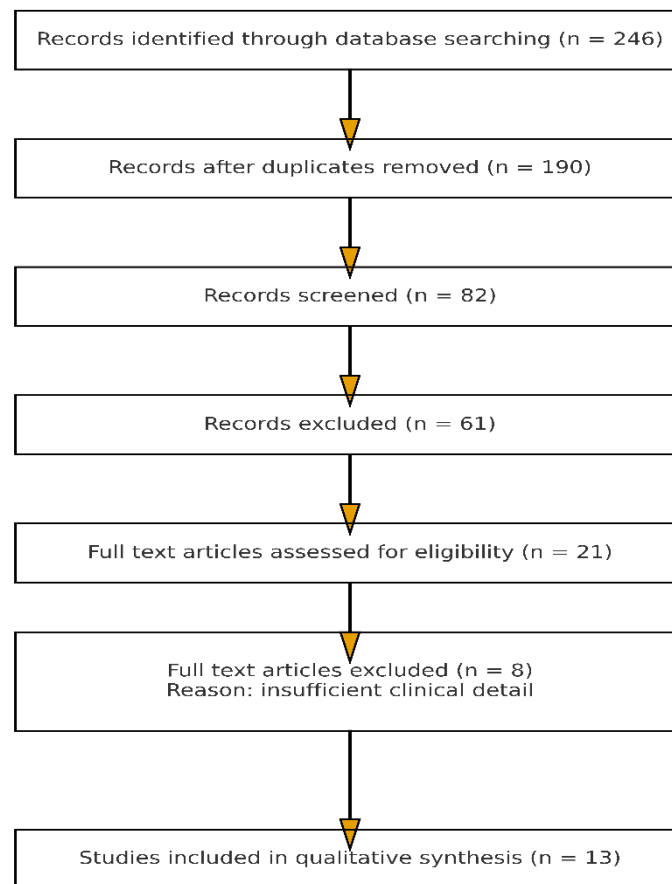 Records identified through database searching (n = 246)
Records after duplicates removed (n = 190)
Records screened (n = 82)
Records excluded (n = 61)
Full text articles assessed for eligibility (n = 21)
Full text articles excluded (n = 8)
Reason: insufficient clinical detail
Studies included in qualitative synthesis (n = 13)